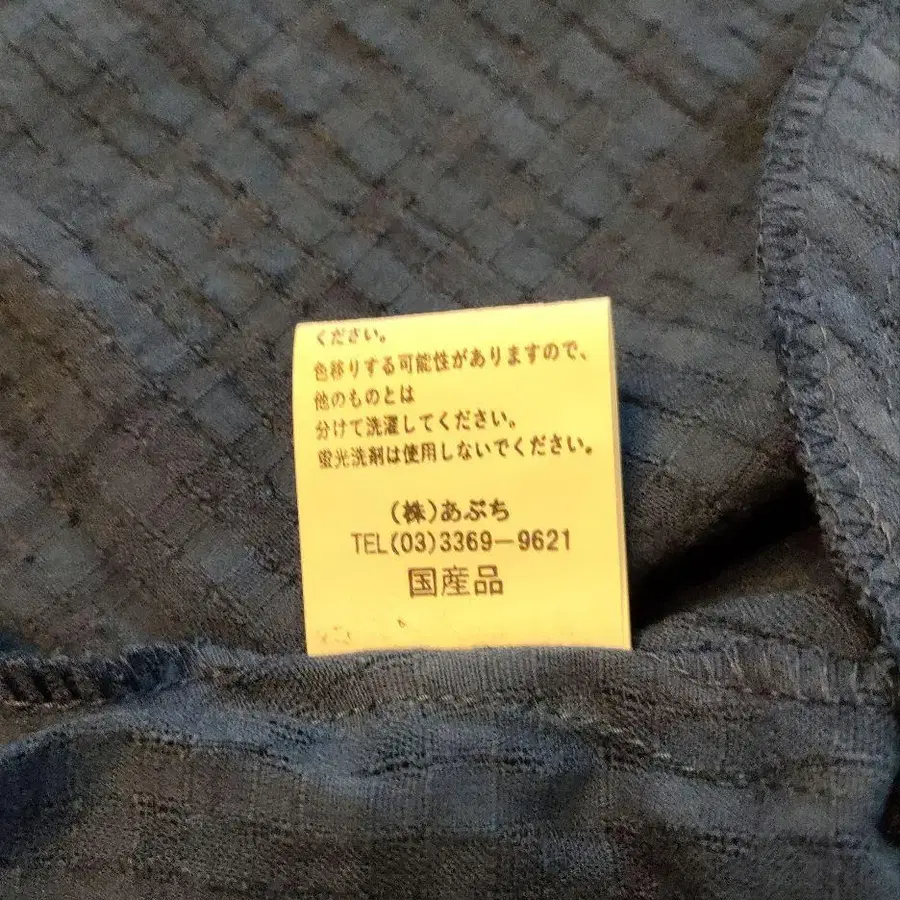 ください。
色移りする可能性がありますので、
他のものとは
分けて洗濯してください。
蛍光洗剤は使用しないでください。
(株)あぶち
TEL(03)3369-9621
国産品